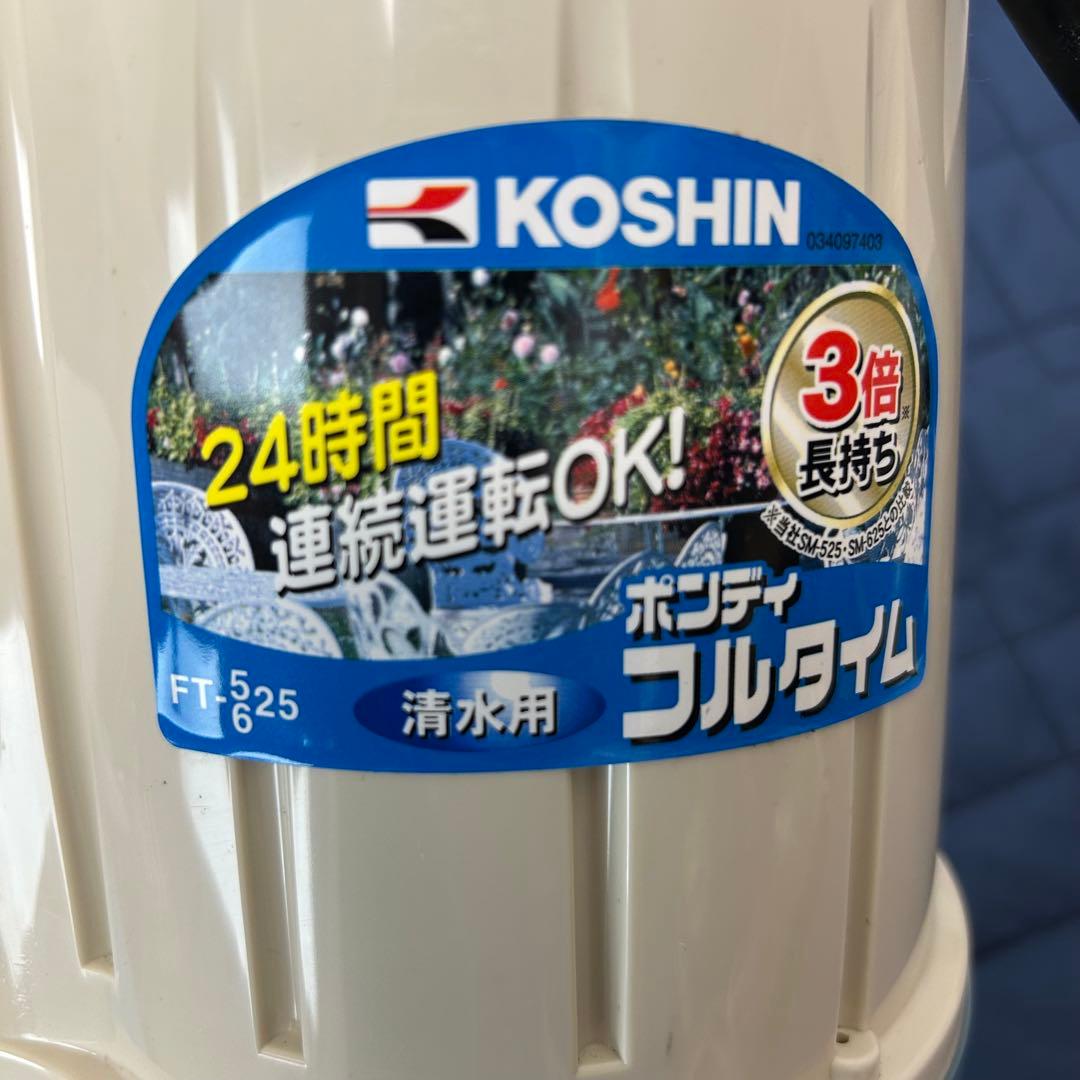 KOSHIN
034097403
24時間
連続運転OK!
3倍※
長持ち
※当社SM-525・SM-625との比較
ポンディ
フルタイム
清水用
FT-5/625